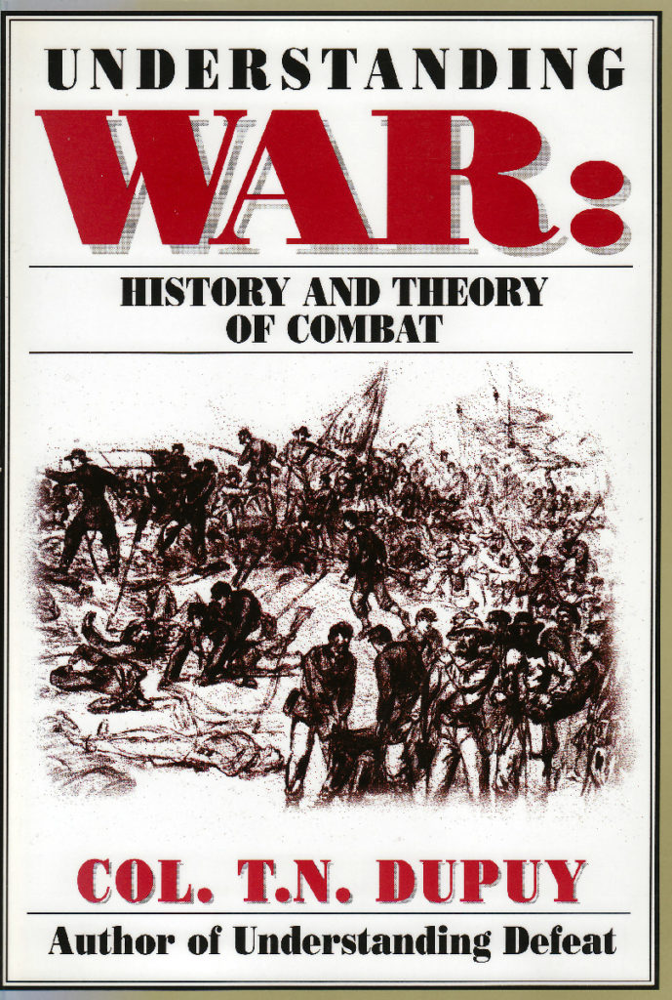 UNDERSTANDING
WAR:
HISTORY AND THEORY
OF COMBAT
COL. T.N. DUPUY
Author of Understanding Defeat